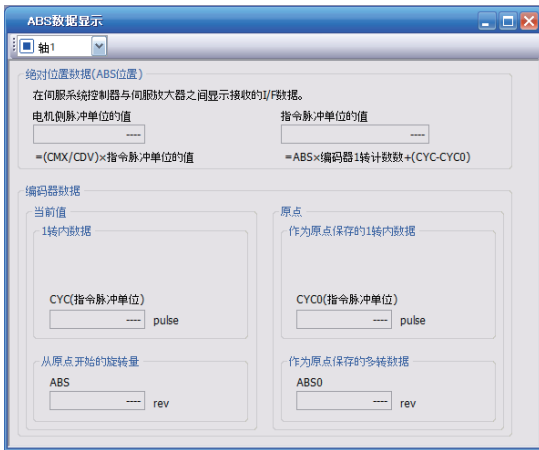 ABS数据显示
轴1
绝对位置数据(ABS位置)
在伺服系统控制器与伺服放大器之间显示接收的I/F数据。
电机侧脉冲单位的值 指令脉冲单位的值
---- ----
=(CMX/CDV)×指令脉冲单位的值 =ABS×编码器1转计数数+(CYC-CYC0)
编码器数据
当前值 原点
1转内数据 作为原点保存的1转内数据
CYC(指令脉冲单位) CYC0(指令脉冲单位)
---- pulse ---- pulse
从原点开始的旋转量 作为原点保存的多转数据
ABS ABS0
---- rev ---- rev